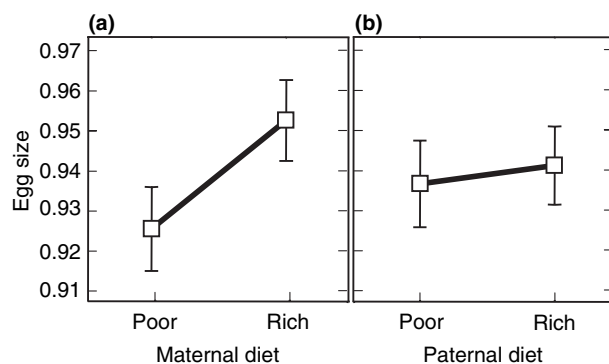 (a)
(b)
Egg size
0.97
0.96
0.95
0.94
0.93
0.92
0.91
Poor Rich Poor Rich
Maternal diet Paternal diet